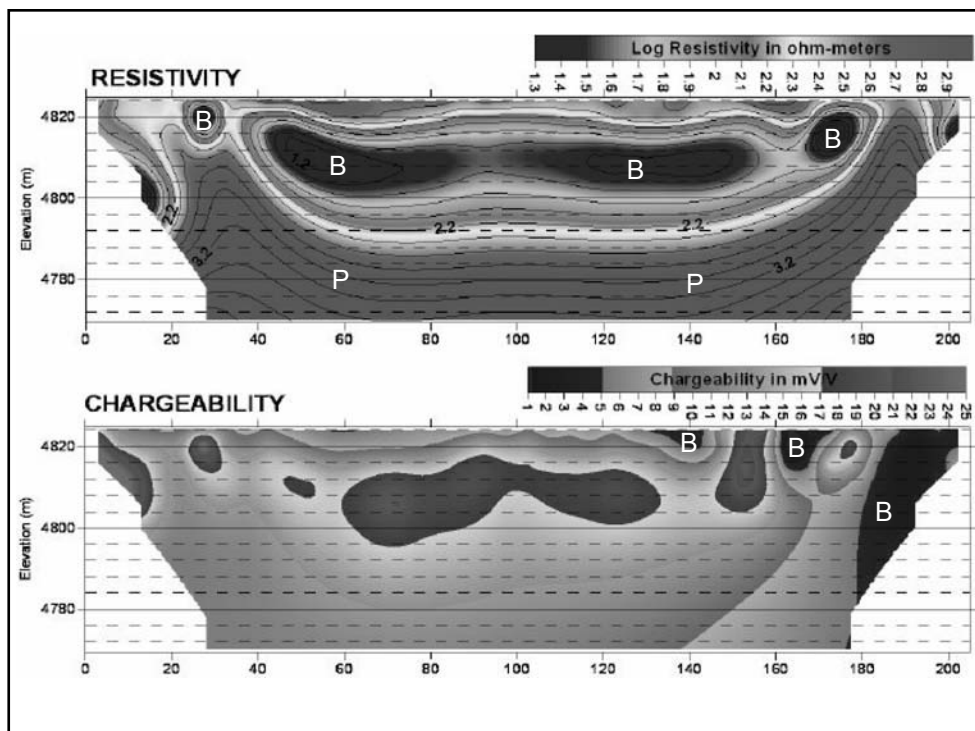 Log Resistivity in ohm-meters
RESISTIVITY
1.3 1.4 1.5 1.6 1.7 1.8 1.9 2 2.1 2.2 2.3 2.4 2.5 2.6 2.7 2.8 2.9
Elevation (m)
4820
4800
4780
B
B
1.2
B
B
2.2
2.2
2.2
3.2
3.2
P
P
0 20 40 60 80 100 120 140 160 180 200
Chargeability in mV/V
CHARGEABILITY
1 2 3 4 5 6 7 8 9 10 11 12 13 14 15 16 17 18 19 20 21 22 23 24 25
Elevation (m)
4820
4800
4780
B
B
B
0 20 40 60 80 100 120 140 160 180 200